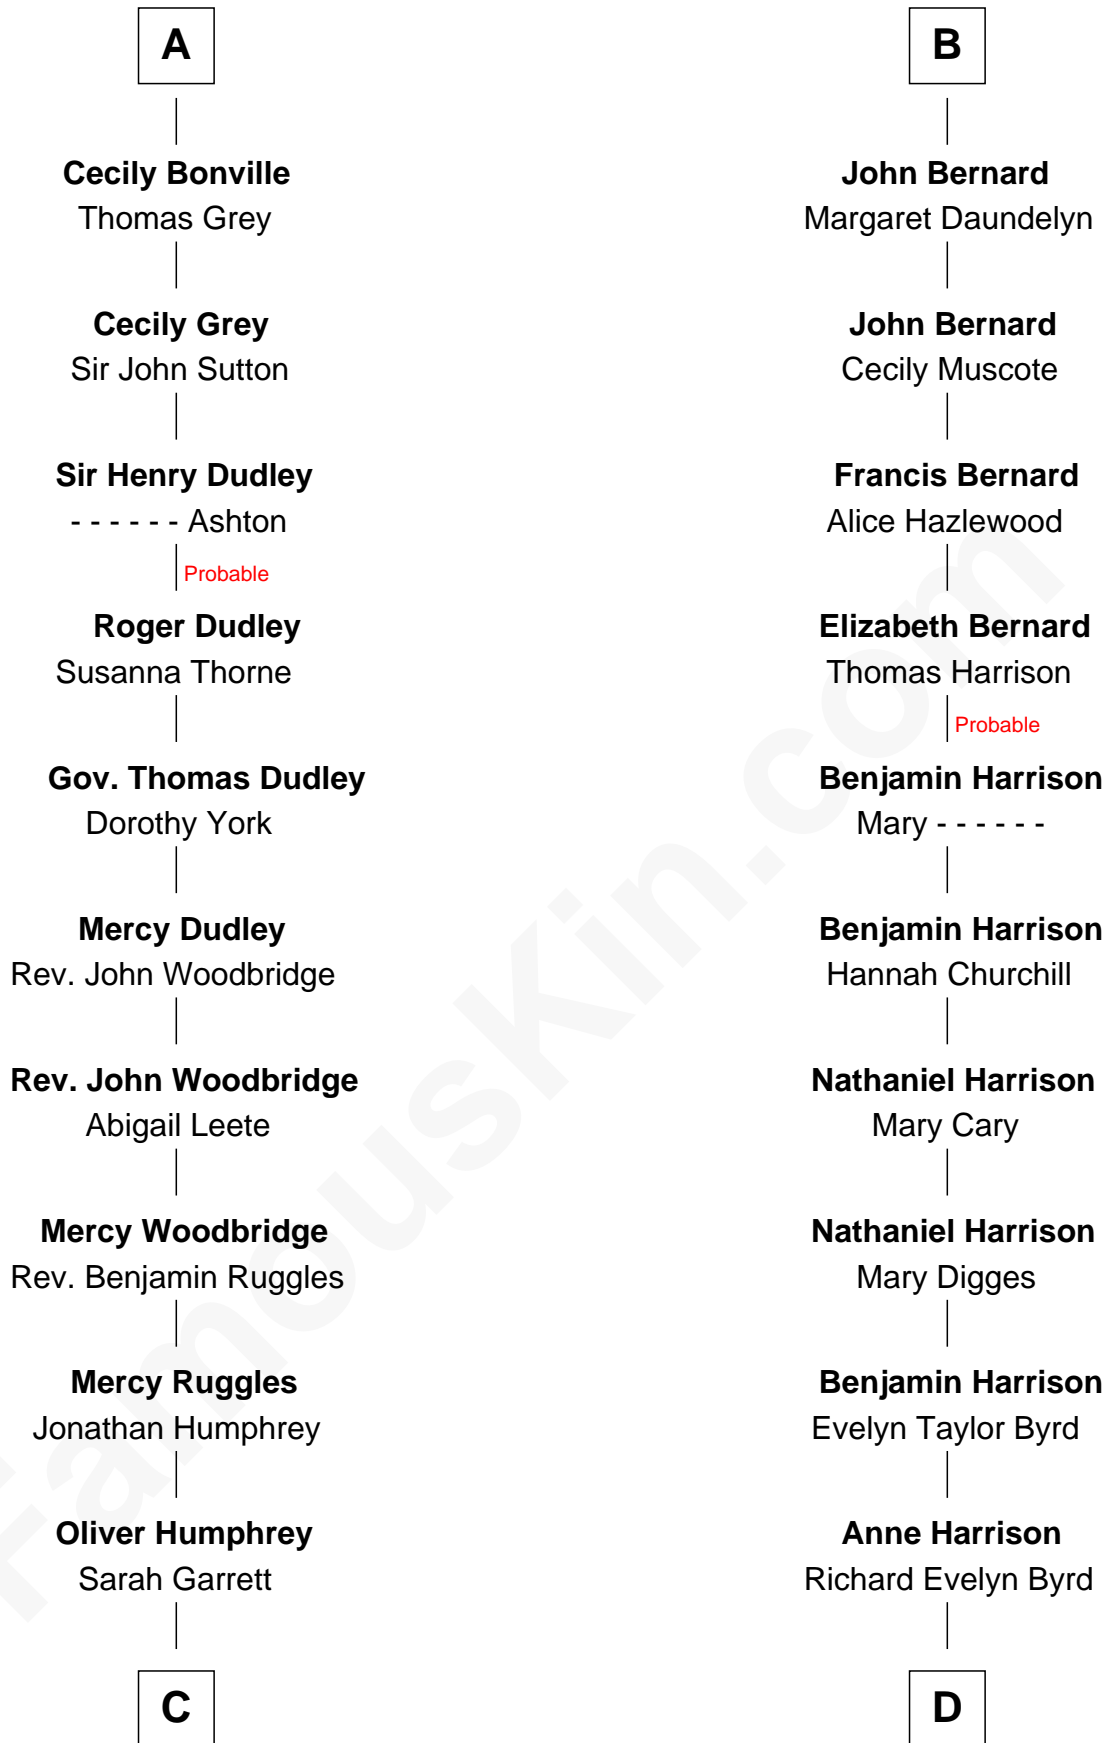 A
Cecily Bonville
Thomas Grey
Cecily Grey
Sir John Sutton
Sir Henry Dudley
- - - - - - Ashton
Probable
Roger Dudley
Susanna Thorne
Gov. Thomas Dudley
Dorothy York
Mercy Dudley
Rev. John Woodbridge
Rev. John Woodbridge
Abigail Leete
Mercy Woodbridge
Rev. Benjamin Ruggles
Mercy Ruggles
Jonathan Humphrey
Oliver Humphrey
Sarah Garrett
C
B
John Bernard
Margaret Daundelyn
John Bernard
Cecily Muscote
Francis Bernard
Alice Hazlewood
Elizabeth Bernard
Thomas Harrison
Probable
Benjamin Harrison
Mary - - - - - -
Benjamin Harrison
Hannah Churchill
Nathaniel Harrison
Mary Cary
Nathaniel Harrison
Mary Digges
Benjamin Harrison
Evelyn Taylor Byrd
Anne Harrison
Richard Evelyn Byrd
D
FamousKin.com